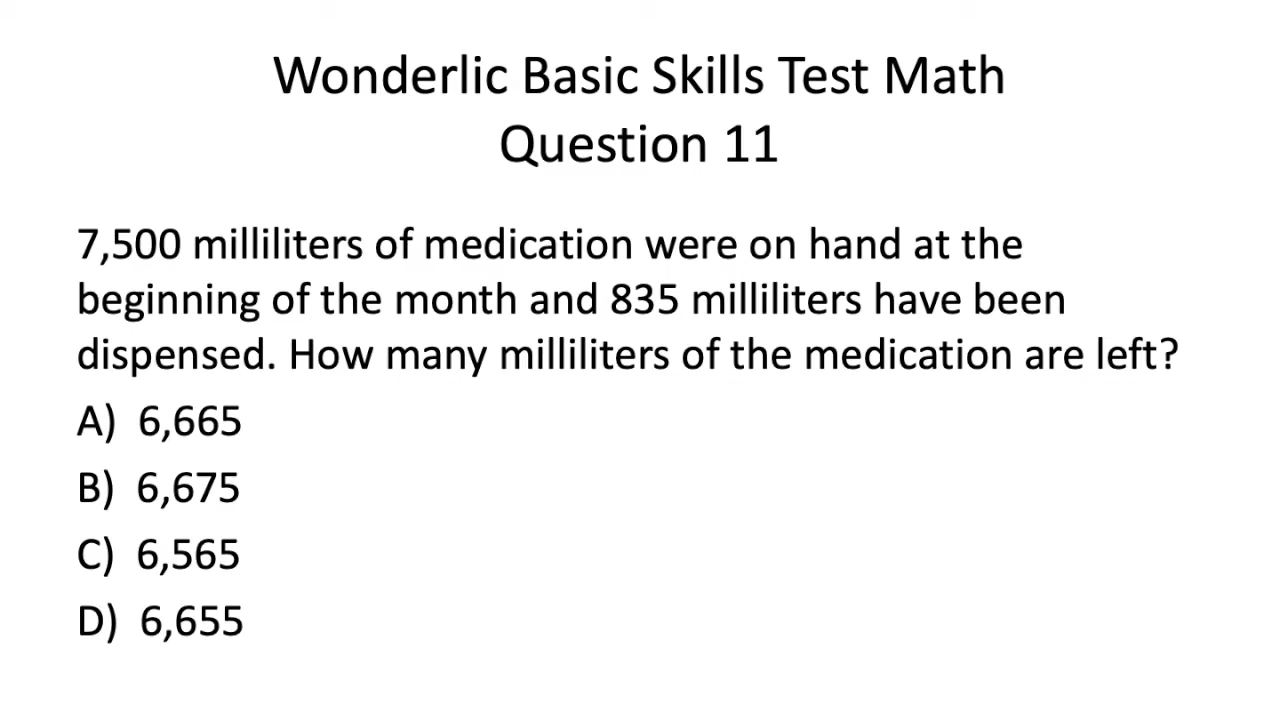 Wonderlic Basic Skills Test Math
Question 11
7,500 milliliters of medication were on hand at the
beginning of the month and 835 milliliters have been
dispensed. How many milliliters of the medication are left?
A) 6,665
B) 6,675
C) 6,565
D) 6,655